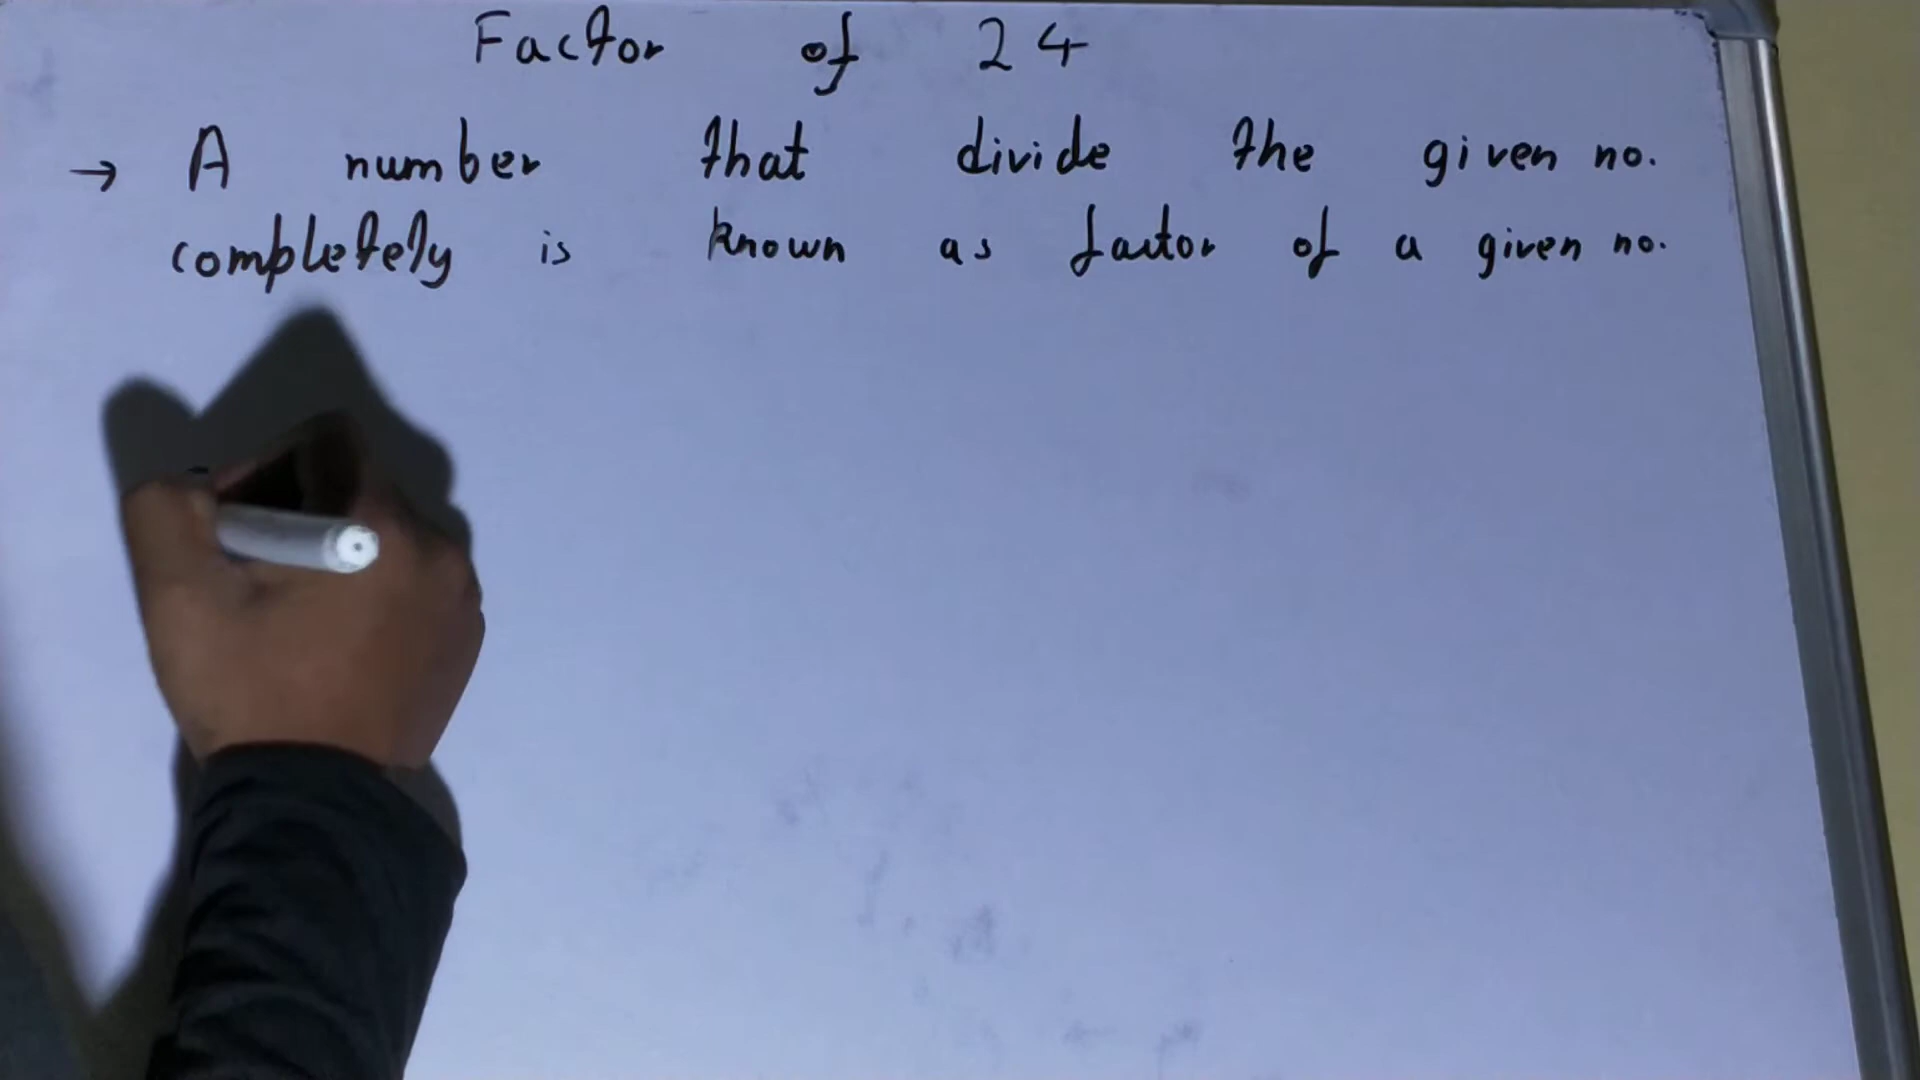 Factor of 24
→ A number that divide the given no.
completely is known as factor of a given no.